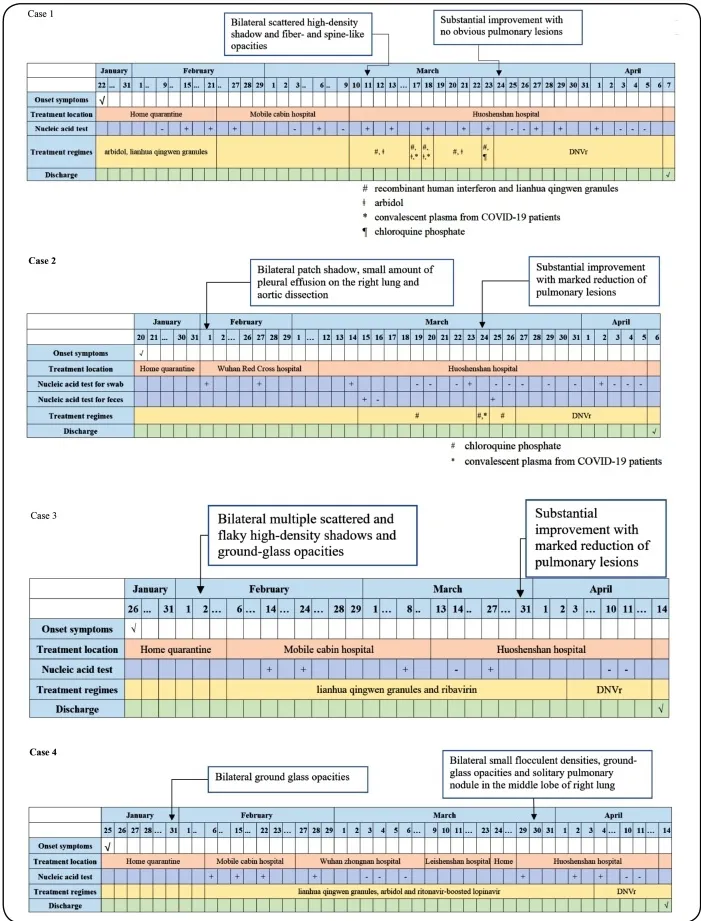 Case 1
Bilateral scattered high-density
shadow and fiber- and spine-like
opacities
Substantial improvement with
no obvious pulmonary lesions
January February March April
22 ... 31 1 .. 9.. 15... 21.. 27 28 29 1 2 3... 6.. 9 10 11 12 13 ... 17 18 19 20 21 22 23 24 25 26 27 28 29 30 31 1 2 3 4 5 6 7
Onset symptoms √
Treatment location Home quarantine Mobile cabin hospital Huoshenshan hospital
Nucleic acid test - + + + - + - + + + + + + - - + + + - - -
Treatment regimes arbidol, lianhua qingwen granules #, ƚ #, ƚ,* #, ƚ,* #, ƚ #, ¶ DNVr
Discharge √
# recombinant human interferon and lianhua qingwen granules
ƚ arbidol
* convalescent plasma from COVID-19 patients
¶ chloroquine phosphate
Case 2
Bilateral patch shadow, small amount of
pleural effusion on the right lung and
aortic dissection
Substantial improvement
with marked reduction of
pulmonary lesions
January February March April
20 21 ... 30 31 1 2 ... 26 27 28 29 1 ... 12 13 14 15 16 17 18 19 20 21 22 23 24 25 26 27 28 29 30 31 1 2 3 4 5 6
Onset symptoms √
Treatment location Home quarantine Wuhan Red Cross hospital Huoshenshan hospital
Nucleic acid test for swab + + + - - - + - - - - - - + - - -
Nucleic acid test for feces + - +
Treatment regimes # #,* # DNVr
Discharge √
# chloroquine phosphate
* convalescent plasma from COVID-19 patients
Case 3
Bilateral multiple scattered and
flaky high-density shadows and
ground-glass opacities
Substantial
improvement with
marked reduction of
pulmonary lesions
January February March April
26 ... 31 1 2 ... 6 ... 14 ... 24 ... 28 29 1 ... 8 .. 13 14 .. 27 ... 31 1 2 3 ... 10 11 ... 14
Onset symptoms √
Treatment location Home quarantine Mobile cabin hospital Huoshenshan hospital
Nucleic acid test + + + - + - -
Treatment regimes lianhua qingwen granules and ribavirin DNVr
Discharge √
Case 4
Bilateral ground glass opacities
Bilateral small flocculent densities, ground-
glass opacities and solitary pulmonary
nodule in the middle lobe of right lung
January February March April
25 26 27 28 ... 31 1 .. 6 .. 15 ... 22 23 ... 27 28 29 1 2 3 4 5 6 ... 9 10 11 ... 23 24 ... 29 30 31 1 2 3 4 ... 10 11 ... 14
Onset symptoms √
Treatment location Home quarantine Mobile cabin hospital Wuhan zhongnan hospital Leishenshan hospital Home Huoshenshan hospital
Nucleic acid test + + + + - - - + + + - -
Treatment regimes lianhua qingwen granules, arbidol and ritonavir-boosted lopinavir DNVr
Discharge √